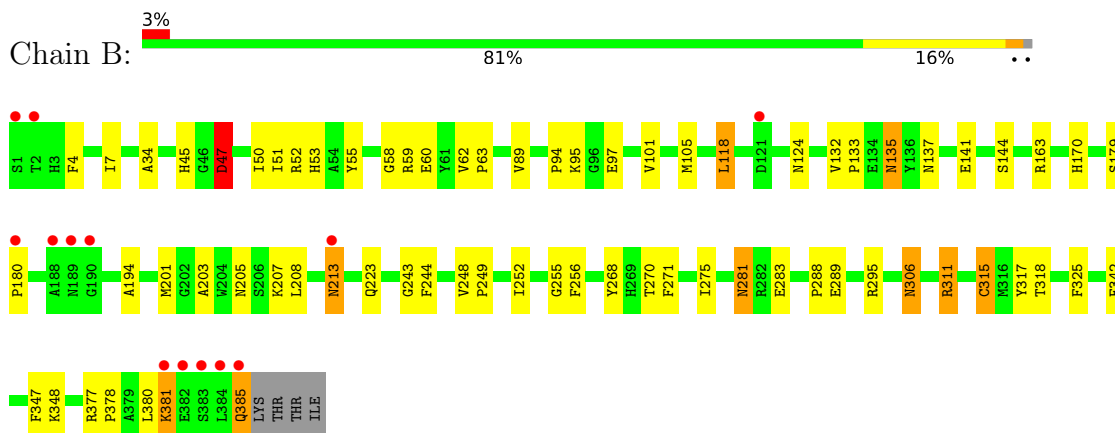 3%
Chain B:
81% 16% • •
S1 T2 H3 F4 I7 A34 H45 G46 D47 I50 I51 R52 H53 A54 Y55 G58 R59 E60 Y61 V62 P63 V89 P94 K95 G96 E97 V101 M105 L118 D121 N124 V132 P133 E134 N135 Y136 N137 E141 S144 R163 H170 S179
P180 A188 N189 G190 A194 M201 G202 A203 W204 N205 S206 K207 L208 N213 Q223 G243 F244 V248 P249 I252 G255 F256 Y268 H269 T270 F271 I275 N281 R282 E283 P288 E289 R295 N306 R311 C315 M316 Y317 T318 F325 E342
F347 K348 R377 P378 A379 L380 K381 E382 S383 L384 Q385 LYS THR THR ILE